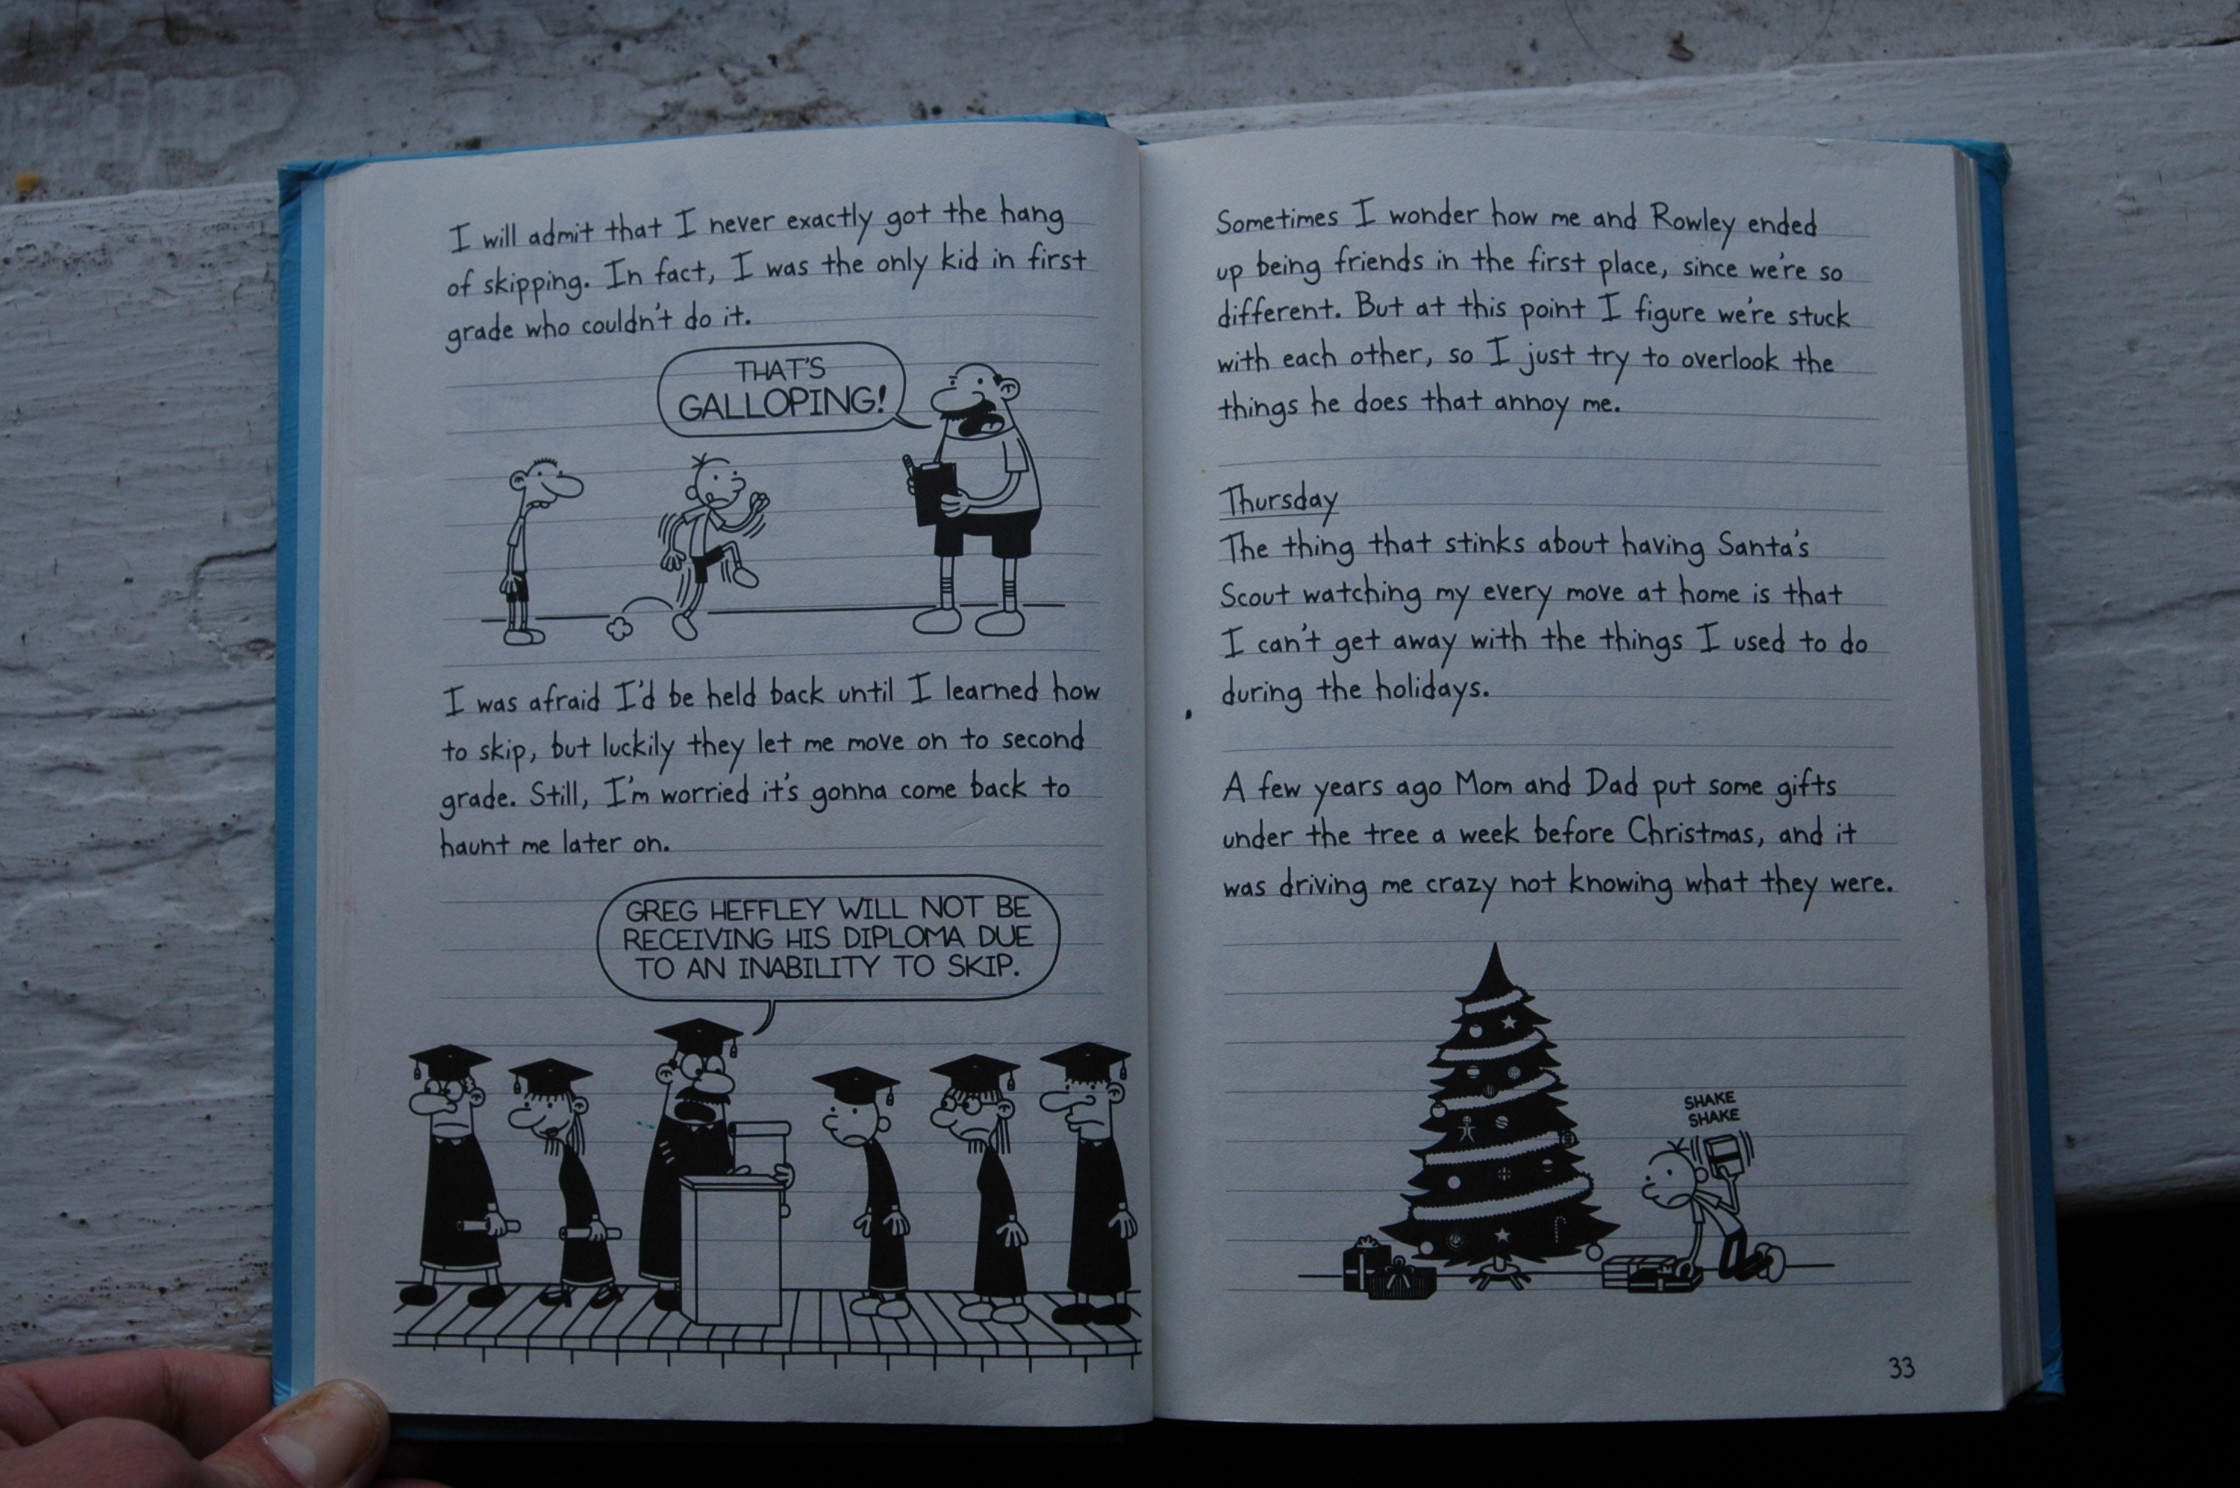 I will admit that I never exactly got the hang
of skipping. In fact, I was the only kid in first
grade who couldn't do it.
THAT'S
GALLOPING!
I was afraid I'd be held back until I learned how
to skip, but luckily they let me move on to second
grade. Still, I'm worried it's gonna come back to
haunt me later on.
GREG HEFFLEY WILL NOT BE
RECEIVING HIS DIPLOMA DUE
TO AN INABILITY TO SKIP.
Sometimes I wonder how me and Rowley ended
up being friends in the first place, since we're so
different. But at this point I figure we're stuck
with each other, so I just try to overlook the
things he does that annoy me.
Thursday
The thing that stinks about having Santa's
Scout watching my every move at home is that
I can't get away with the things I used to do
during the holidays.
A few years ago Mom and Dad put some gifts
under the tree a week before Christmas, and it
was driving me crazy not knowing what they were.
SHAKE
SHAKE
33